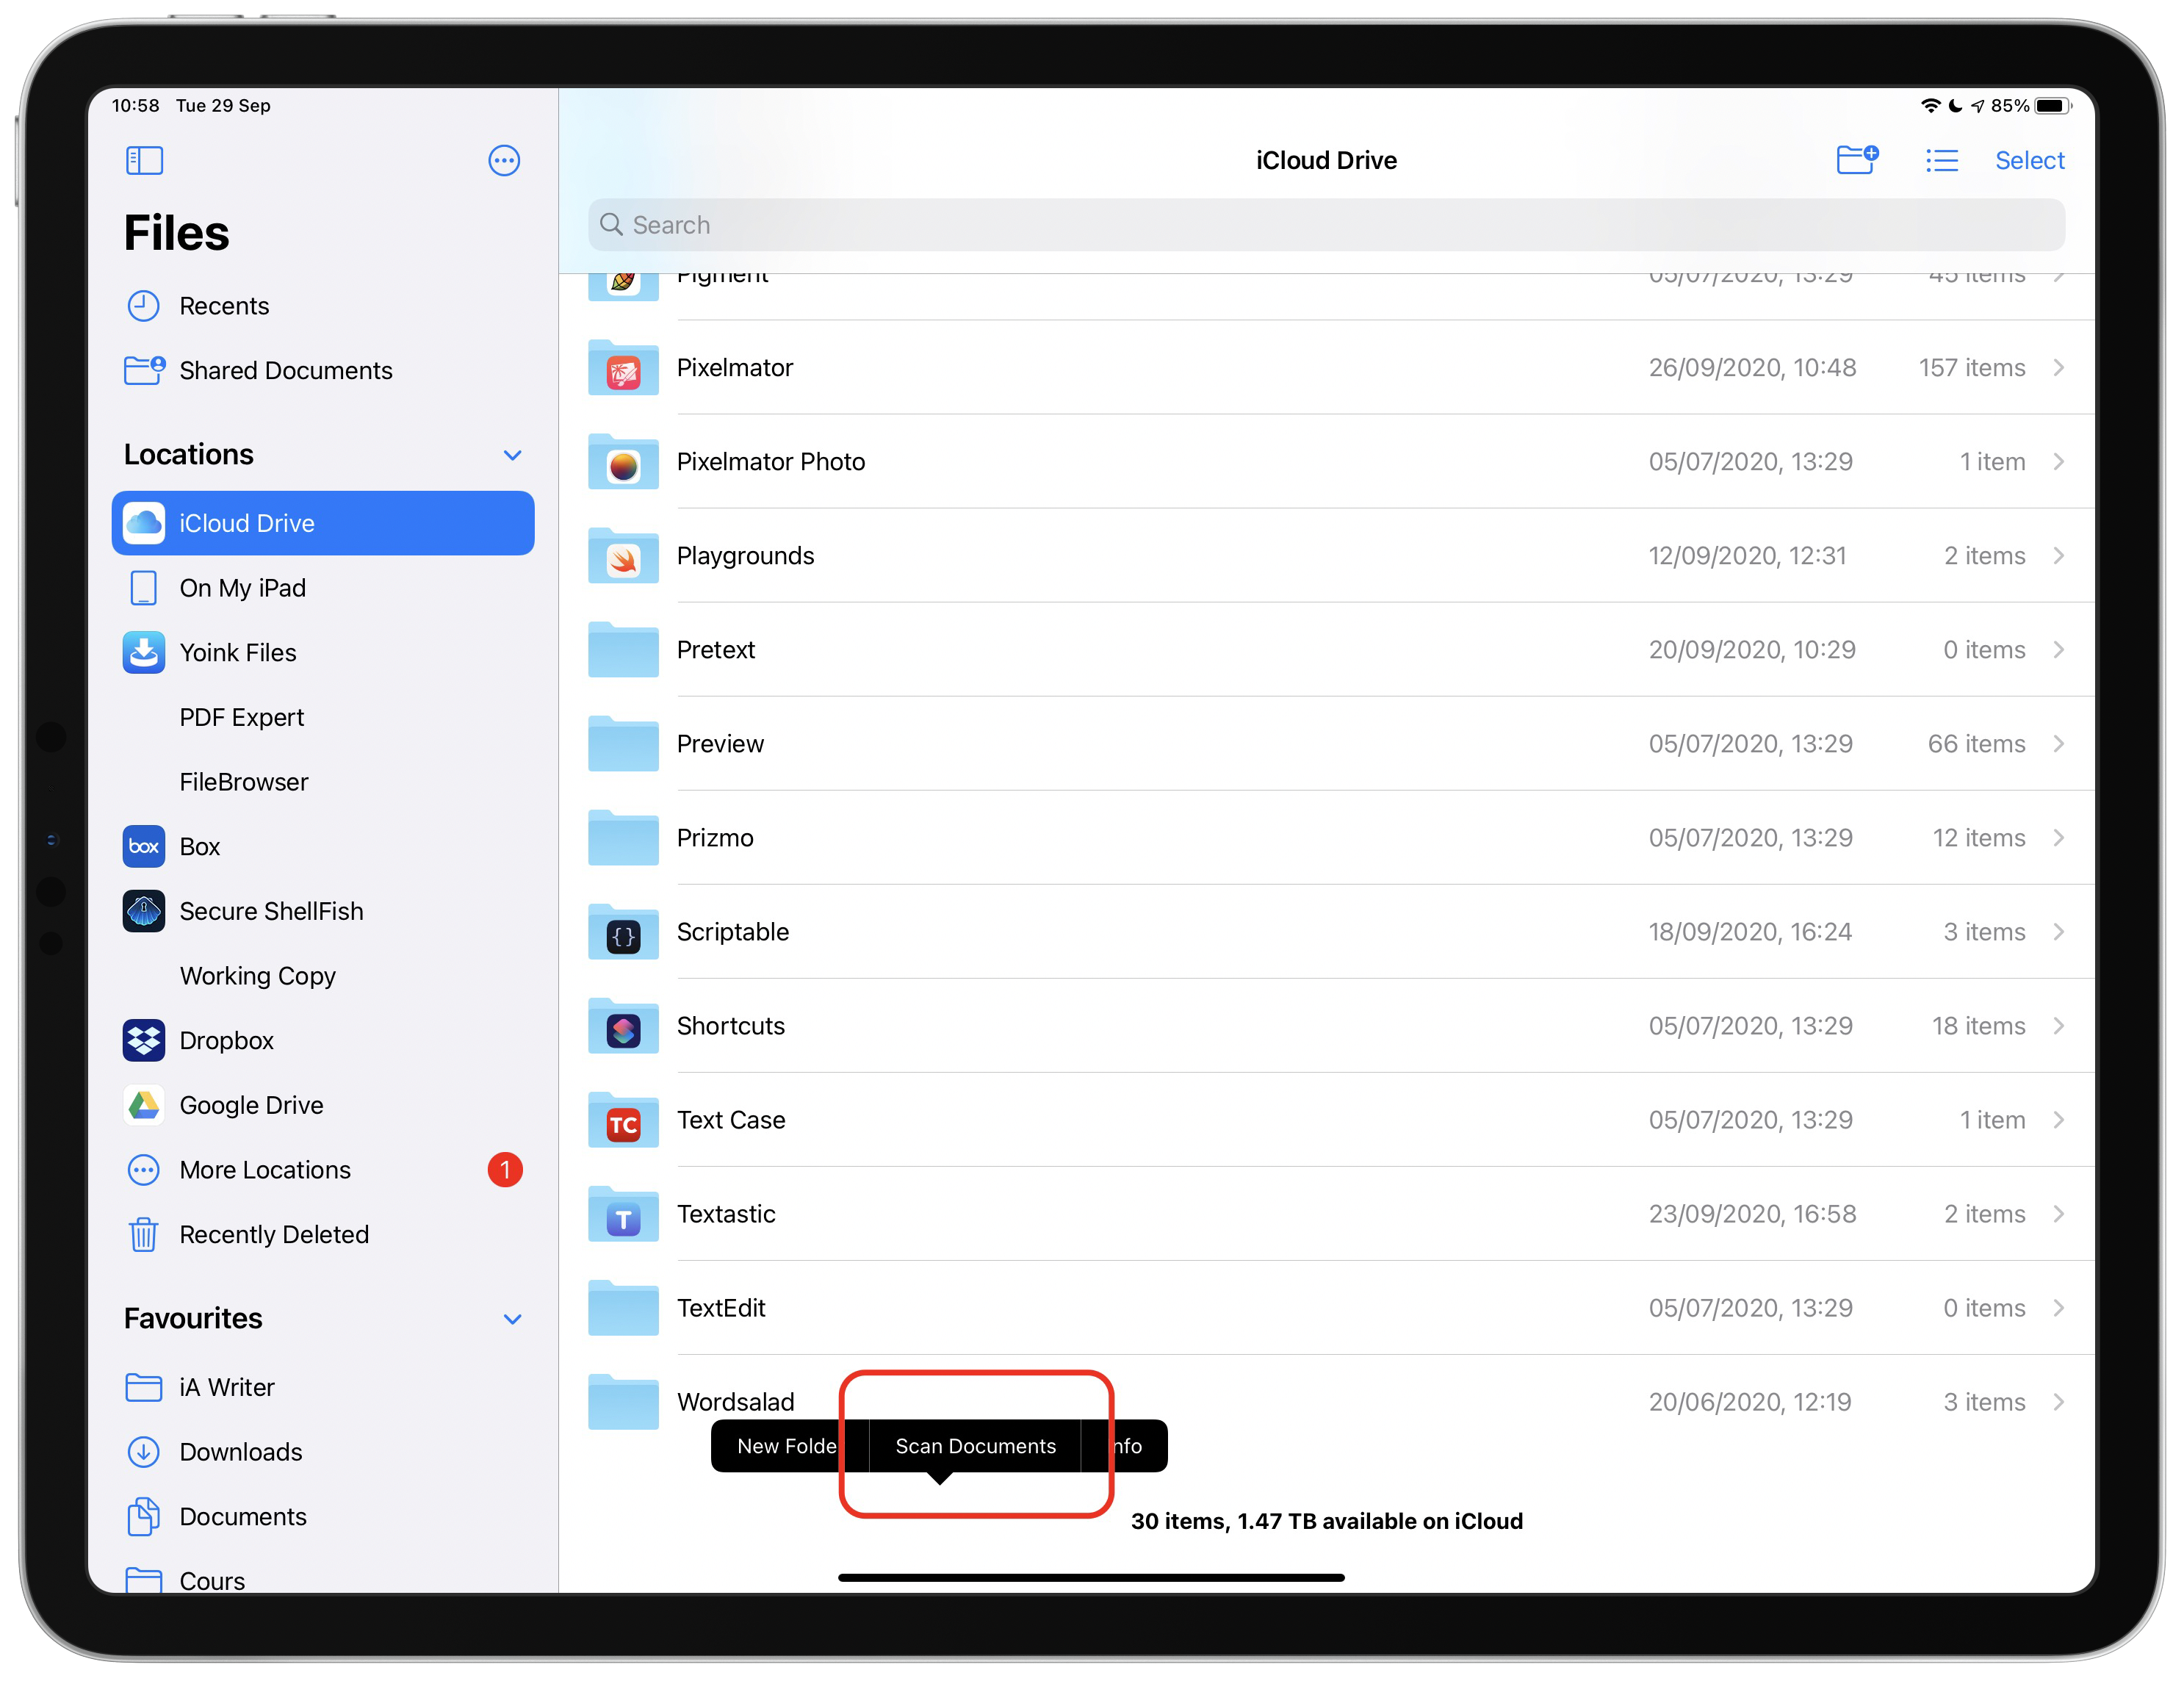 10:58 Tue 29 Sep
85%
Files
Recents
Shared Documents
Locations
iCloud Drive
On My iPad
Yoink Files
PDF Expert
FileBrowser
box Box
Secure ShellFish
Working Copy
Dropbox
Google Drive
More Locations 1
Recently Deleted
Favourites
iA Writer
Downloads
Documents
Cours
iCloud Drive
Select
Search
Pigment 05/07/2020, 13:29 45 items
Pixelmator 26/09/2020, 10:48 157 items
Pixelmator Photo 05/07/2020, 13:29 1 item
Playgrounds 12/09/2020, 12:31 2 items
Pretext 20/09/2020, 10:29 0 items
Preview 05/07/2020, 13:29 66 items
Prizmo 05/07/2020, 13:29 12 items
{} Scriptable 18/09/2020, 16:24 3 items
Shortcuts 05/07/2020, 13:29 18 items
TC Text Case 05/07/2020, 13:29 1 item
T Textastic 23/09/2020, 16:58 2 items
TextEdit 05/07/2020, 13:29 0 items
Wordsalad 20/06/2020, 12:19 3 items
New Folde Scan Documents nfo
30 items, 1.47 TB available on iCloud